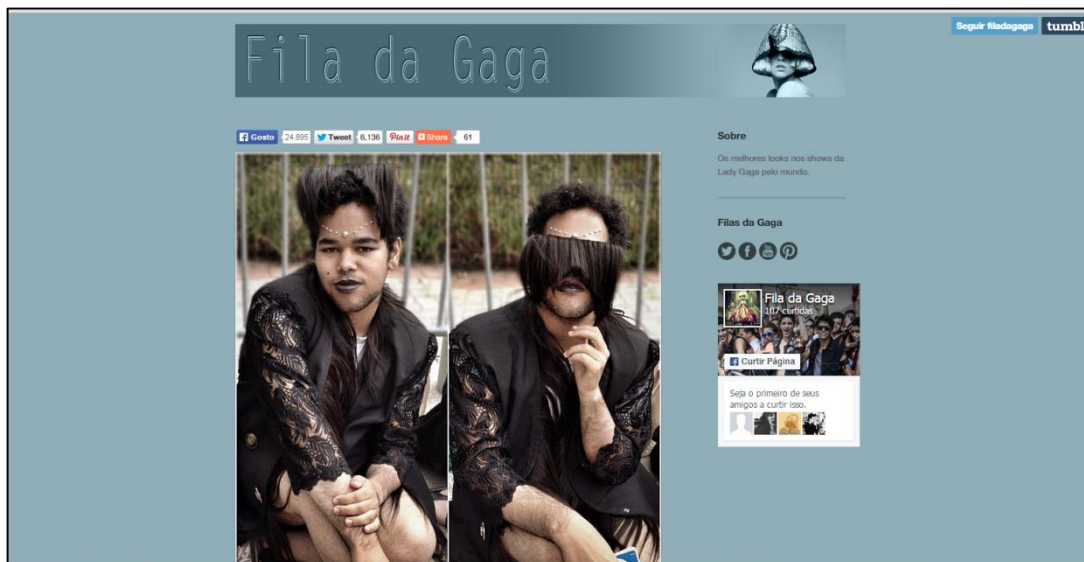 Seguir filadagaga tumbl
Fila da Gaga
Gosto 24.895 Tweet 6,136 Pin it Share 61
Sobre
Os melhores looks nos shows da
Lady Gaga pelo mundo.
Filas da Gaga
You
Fila da Gaga
107 curtidas
Curtir Página
Seja o primeiro de seus
amigos a curtir isso.